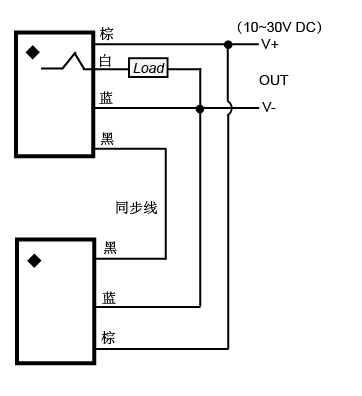 (10~30V DC)
棕 V+
白 Load
OUT
蓝 V-
黑
同步线
黑
蓝
棕